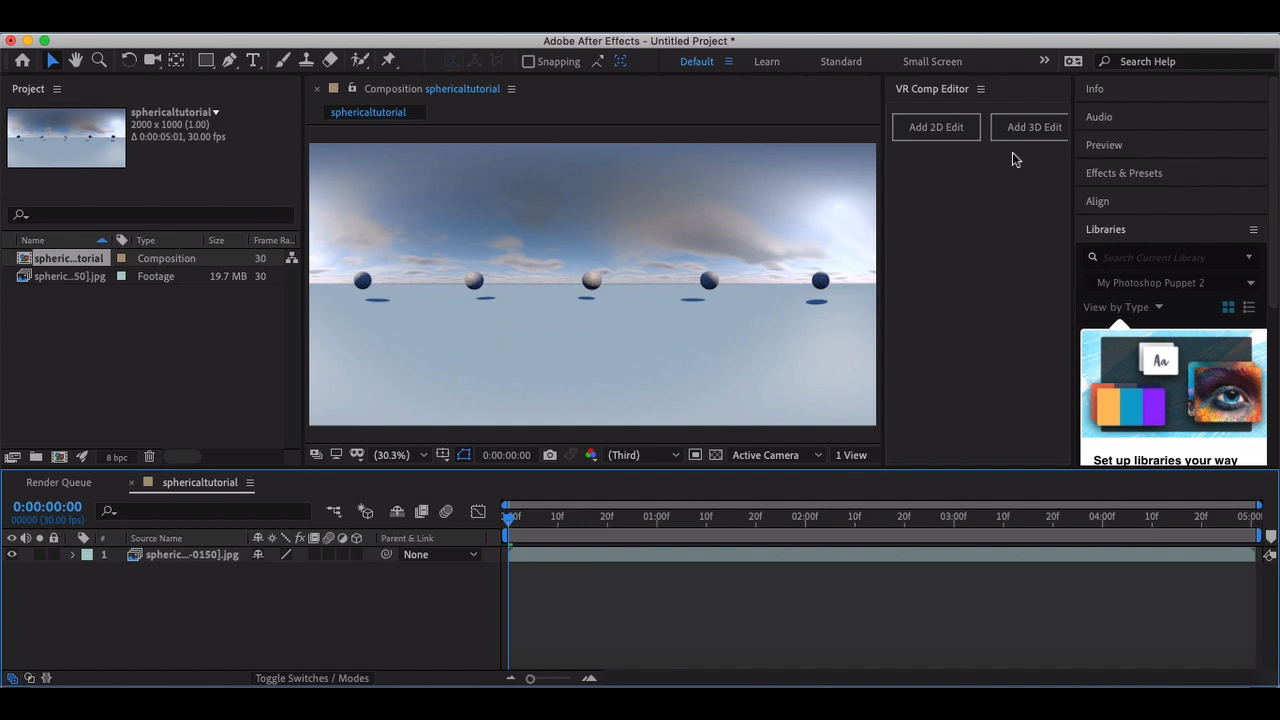 Adobe After Effects - Untitled Project *
Snapping
Default
Learn
Standard
Small Screen
Search Help
Project
sphericaltutorial
2000 x 1000 (1.00)
Δ 0:00:05:01, 30.00 fps
Name
Type
Size
Frame Ra...
spheric...torial
Composition
30
spheric...50].jpg
Footage
19.7 MB
30
8 bpc
Composition sphericaltutorial
sphericaltutorial
(30.3%)
0:00:00:00
(Third)
Active Camera
1 View
VR Comp Editor
Add 2D Edit
Add 3D Edit
Info
Audio
Preview
Effects & Presets
Align
Libraries
Search Current Library
My Photoshop Puppet 2
View by Type
Aa
Set up libraries your way
Render Queue
sphericaltutorial
0:00:00:00
00000 (30.00 fps)
:00f
10f
20f
01:00f
10f
20f
02:00f
10f
20f
03:00f
10f
20f
04:00f
10f
20f
05:00
#
Source Name
Parent & Link
1
spheric...-0150].jpg
None
Toggle Switches / Modes